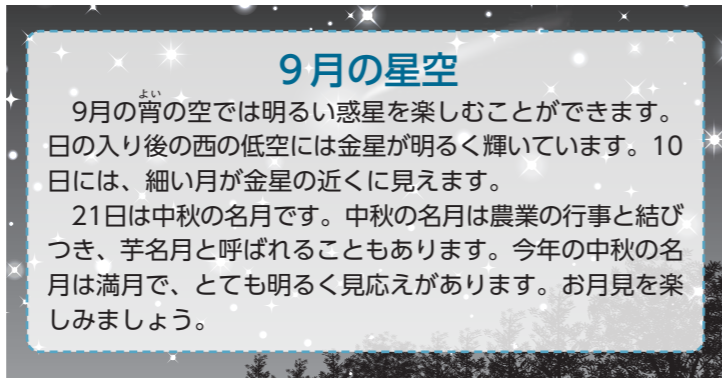 9月の星空
よい
9月の宵の空では明るい惑星を楽しむことができます。
日の入り後の西の低空には金星が明るく輝いています。10
日には、細い月が金星の近くに見えます。
21日は中秋の名月です。中秋の名月は農業の行事と結び
つき、芋名月と呼ばれることもあります。今年の中秋の名
月は満月で、とても明るく見応えがあります。お月見を楽
しみましょう。